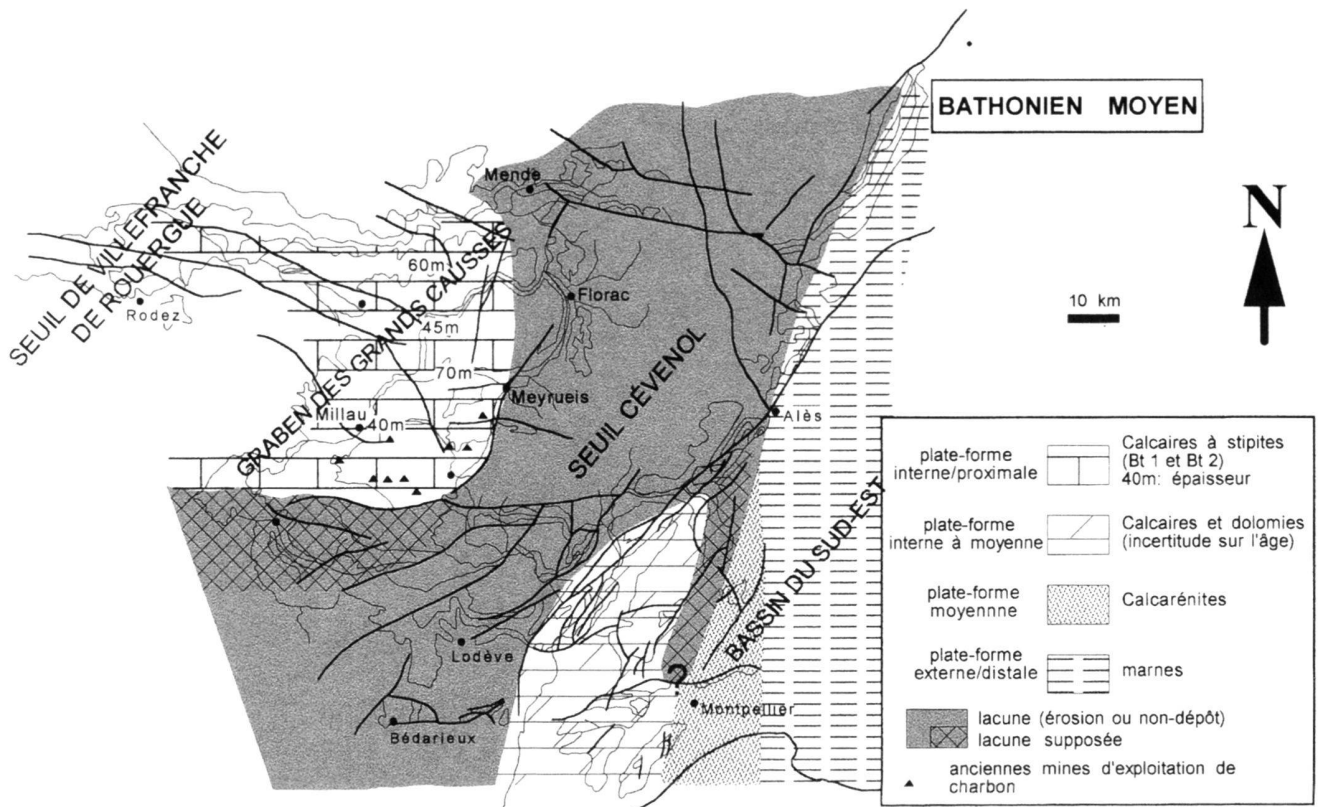 BATHONIEN MOYEN
N
10 km
SEUIL DE VILLEFRANCHE
DE ROUERGUE
Mende
60m
Florac
Rodez
45m
GRABEN DES GRANDS CAUSSES
70m
Meyrueis
SEUIL CÉVENOL
Millau
40m
Alès
BASSIN DU SUD-EST
Lodève
?
Montpellier
Bédarieux
plate-forme
interne/proximale
Calcaires à stipites
(Bt 1 et Bt 2)
40m: épaisseur
plate-forme
interne à moyenne
Calcaires et dolomies
(incertitude sur l'âge)
plate-forme
moyennne
Calcarénites
plate-forme
externe/distale
marnes
lacune (érosion ou non-dépôt)
lacune supposée
anciennes mines d'exploitation de
charbon